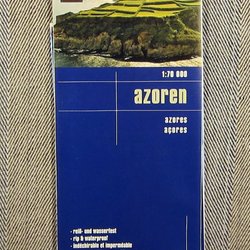 1:70 000
azoren
azores
açores
- reiß- und wasserfest
- rip & waterproof
- indéchirable et imperméable